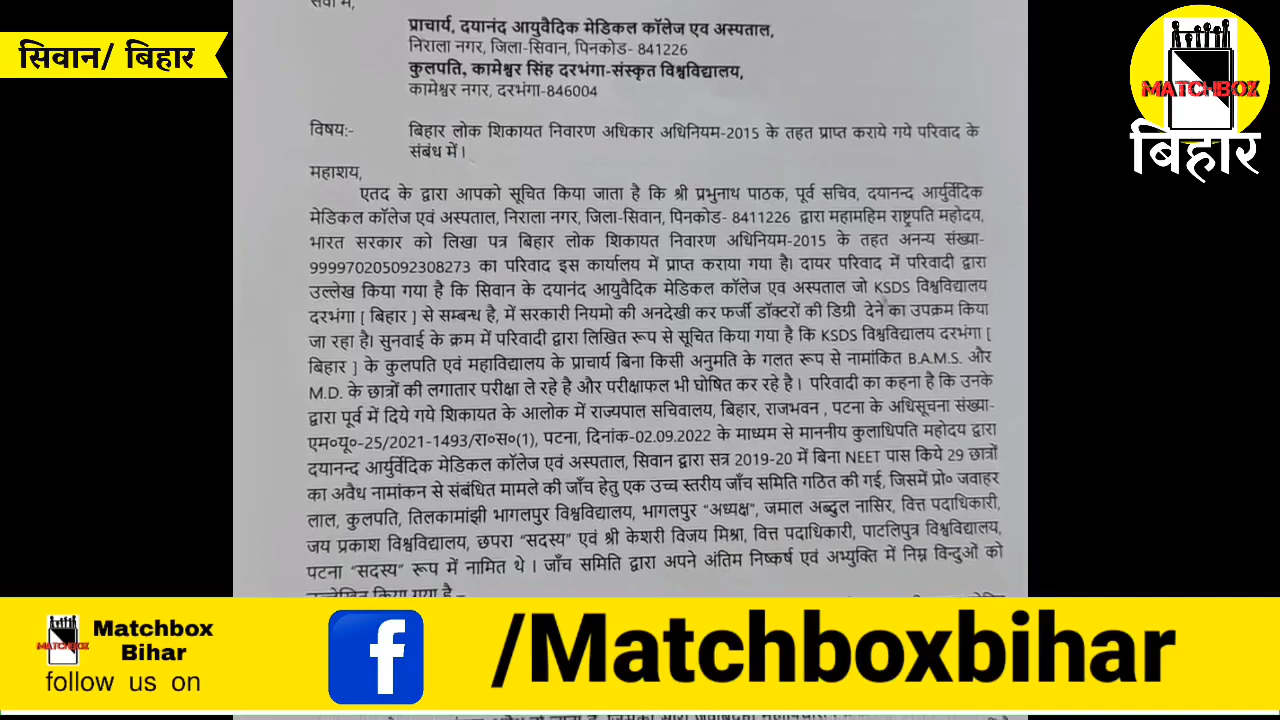 सिवान/ बिहार
सेवा में,
प्राचार्य, दयानंद आयुवैदिक मेडिकल कॉलेज एव अस्पताल,
निराला नगर, जिला-सिवान, पिनकोड- 841226
कुलपति, कामेश्वर सिंह दरभंगा-संस्कृत विश्वविद्यालय,
कामेश्वर नगर, दरभंगा-846004
विषय:- बिहार लोक शिकायत निवारण अधिकार अधिनियम-2015 के तहत प्राप्त कराये गये परिवाद के
संबंध में।
महाशय,
एतद के द्वारा आपको सूचित किया जाता है कि श्री प्रभुनाथ पाठक, पूर्व सचिव, दयानन्द आर्युर्वेदिक
मेडिकल कॉलेज एवं अस्पताल, निराला नगर, जिला-सिवान, पिनकोड- 8411226 द्वारा महामहिम राष्ट्रपति महोदय,
भारत सरकार को लिखा पत्र बिहार लोक शिकायत निवारण अधिनियम-2015 के तहत अनन्य संख्या-
999970205092308273 का परिवाद इस कार्यालय में प्राप्त कराया गया है। दायर परिवाद में परिवादी द्वारा
उल्लेख किया गया है कि सिवान के दयानंद आयुवैदिक मेडिकल कॉलेज एव अस्पताल जो KSDS विश्वविद्यालय
दरभंगा [ बिहार ] से सम्बन्ध है, में सरकारी नियमो की अनदेखी कर फर्जी डॉक्टरों की डिग्री देने का उपक्रम किया
जा रहा है। सुनवाई के क्रम में परिवादी द्वारा लिखित रूप से सूचित किया गया है कि KSDS विश्वविद्यालय दरभंगा [
बिहार ] के कुलपति एवं महाविद्यालय के प्राचार्य बिना किसी अनुमति के गलत रूप से नामांकित B.A.M.S. और
M.D. के छात्रों की लगातार परीक्षा ले रहे है और परीक्षाफल भी घोषित कर रहे है। परिवादी का कहना है कि उनके
द्वारा पूर्व में दिये गये शिकायत के आलोक में राज्यपाल सचिवालय, बिहार, राजभवन , पटना के अधिसूचना संख्या-
एम०यू०-25/2021-1493/रा०स०(1), पटना, दिनांक-02.09.2022 के माध्यम से माननीय कुलाधिपति महोदय द्वारा
दयानन्द आर्युर्वेदिक मेडिकल कॉलेज एवं अस्पताल, सिवान द्वारा सत्र 2019-20 में बिना NEET पास किये 29 छात्रों
का अवैध नामांकन से संबंधित मामले की जाँच हेतु एक उच्च स्तरीय जाँच समिति गठित की गई, जिसमें प्रो० जवाहर
लाल, कुलपति, तिलकामांझी भागलपुर विश्वविद्यालय, भागलपुर "अध्यक्ष", जमाल अब्दुल नासिर, वित्त पदाधिकारी,
जय प्रकाश विश्वविद्यालय, छपरा "सदस्य" एवं श्री केशरी विजय मिश्रा, वित्त पदाधिकारी, पाटलिपुत्र विश्वविद्यालय,
पटना "सदस्य" रूप में नामित थे । जाँच समिति द्वारा अपने अंतिम निष्कर्ष एवं अभ्युक्ति में निम्न विन्दुओं को
उल्लेखित किया गया है -
MATCHBOX
बिहार
MATCHBOX
Matchbox
Bihar
follow us on
f
/Matchboxbihar